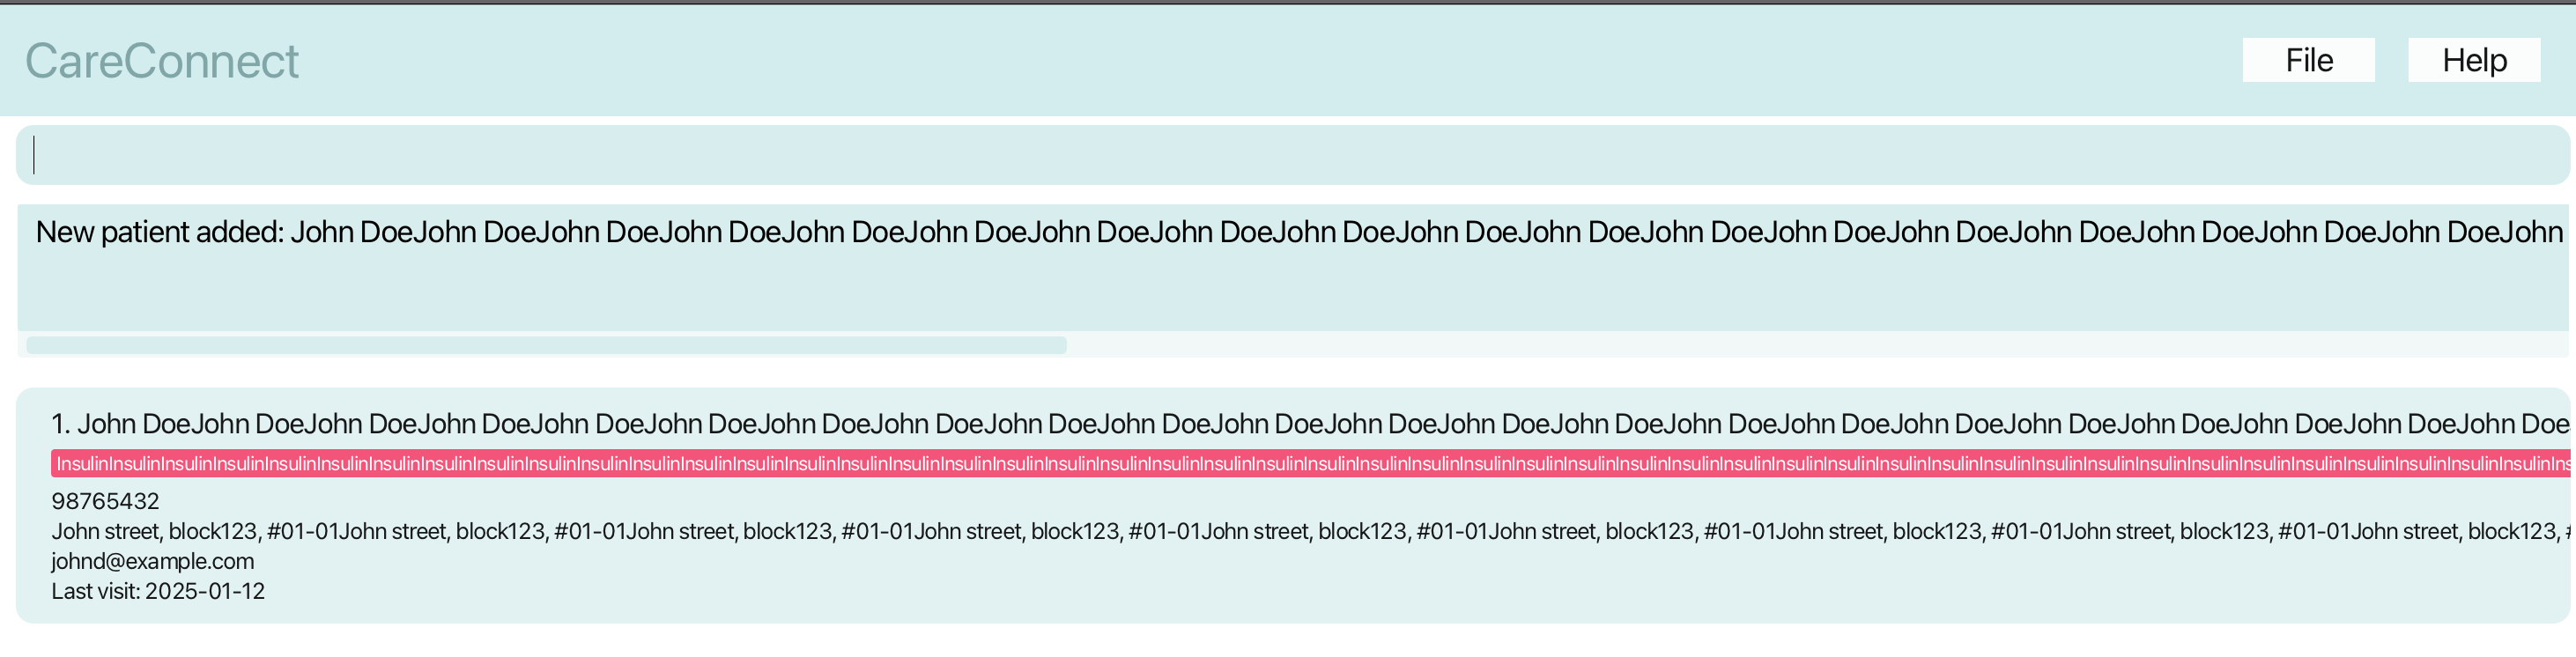 CareConnect
File
Help
New patient added: John DoeJohn DoeJohn DoeJohn DoeJohn DoeJohn DoeJohn DoeJohn DoeJohn DoeJohn DoeJohn DoeJohn DoeJohn DoeJohn DoeJohn DoeJohn DoeJohn DoeJohn DoeJohn
1. John DoeJohn DoeJohn DoeJohn DoeJohn DoeJohn DoeJohn DoeJohn DoeJohn DoeJohn DoeJohn DoeJohn DoeJohn DoeJohn DoeJohn DoeJohn DoeJohn DoeJohn DoeJohn DoeJohn DoeJohn DoeJohn Doe
InsulinInsulinInsulinInsulinInsulinInsulinInsulinInsulinInsulinInsulinInsulinInsulinInsulinInsulinInsulinInsulinInsulinInsulinInsulinInsulinInsulinInsulinInsulinInsulinInsulinInsulinInsulinInsulinInsulinInsulinInsulinInsulinInsulinInsulinInsulinInsulinInsulinInsulinInsulinInsulinInsulinInsulinInsulinInsulinInsulinInsulinInsulinInsulinIns
98765432
John street, block123, #01-01John street, block123, #01-01John street, block123, #01-01John street, block123, #01-01John street, block123, #01-01John street, block123, #01-01John street, block123, #01-01John street, block123, #01-01John street, block123, #
johnd@example.com
Last visit: 2025-01-12